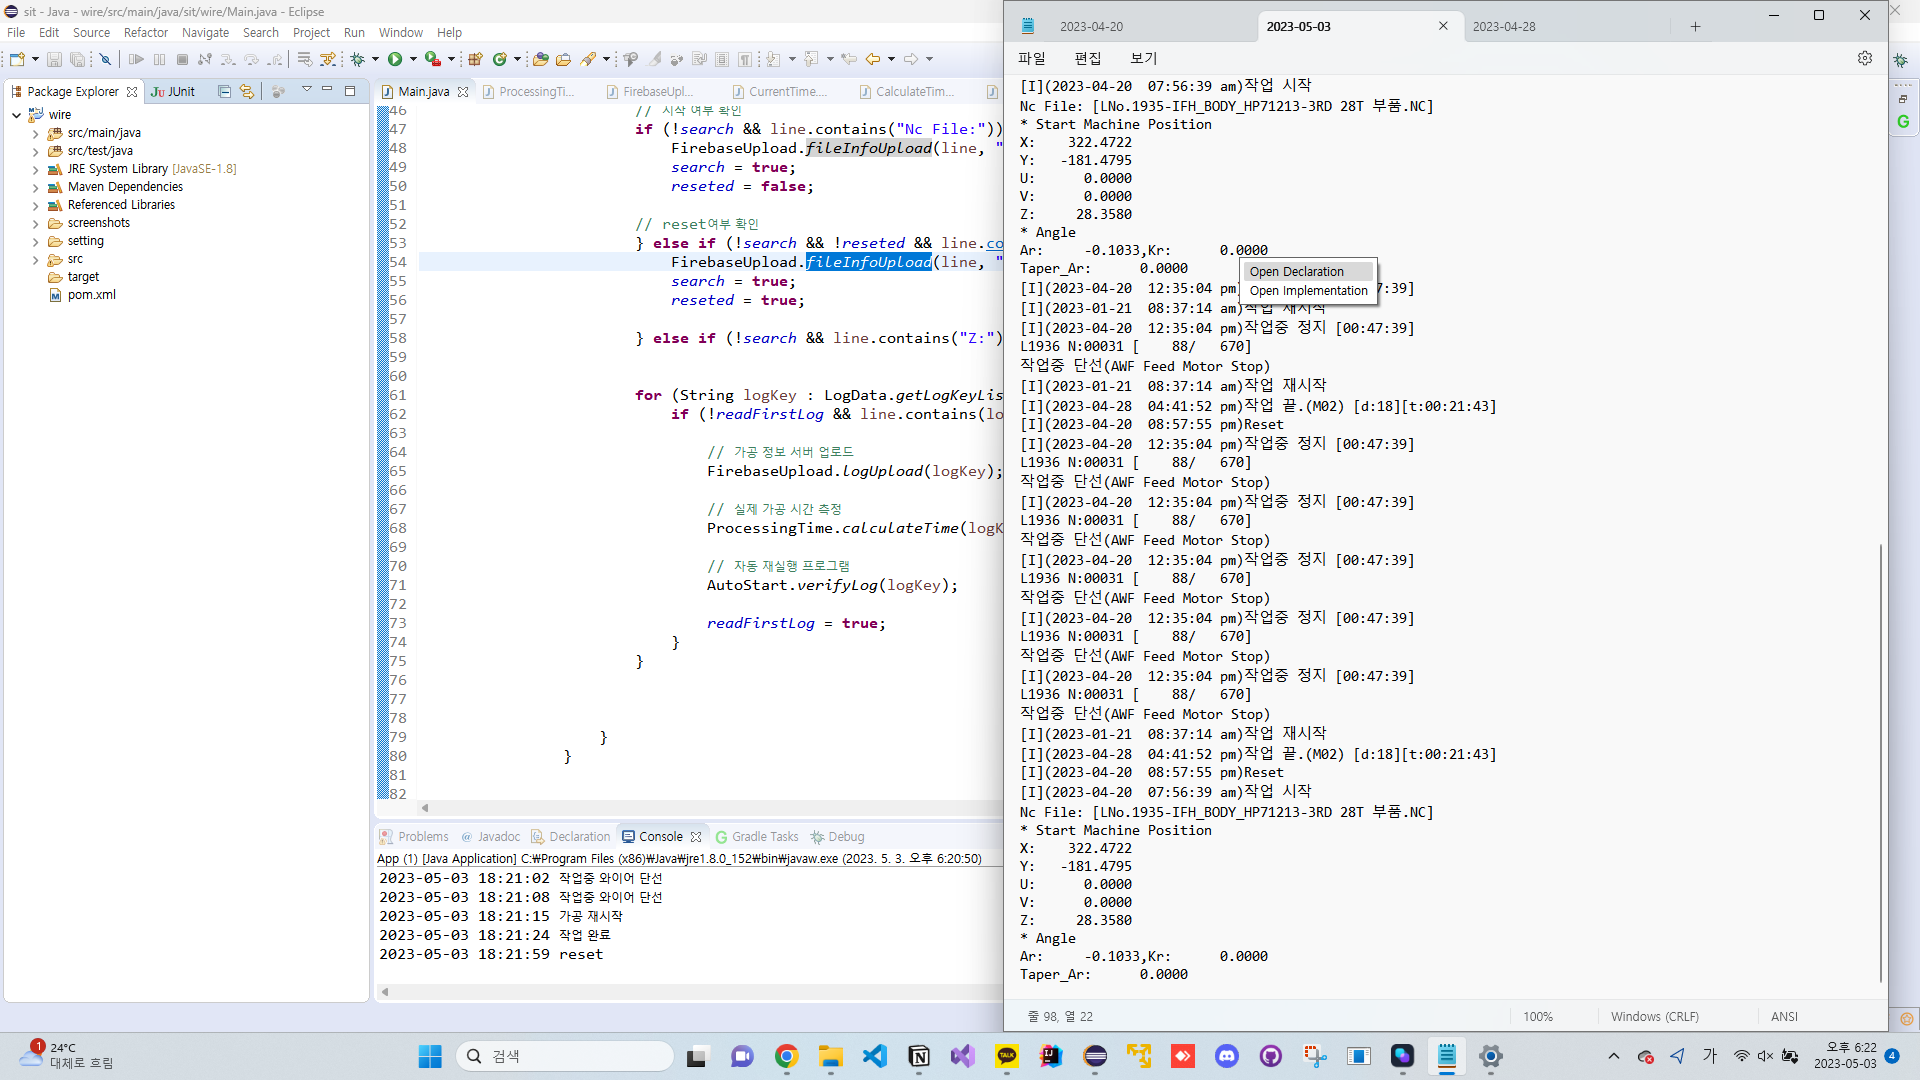 sit - Java - wire/src/main/java/sit/wire/Main.java - Eclipse
File Edit Source Refactor Navigate Search Project Run Window Help
Package Explorer
JUnit
wire
src/main/java
src/test/java
JRE System Library [JavaSE-1.8]
Maven Dependencies
Referenced Libraries
screenshots
setting
src
target
pom.xml
Main.java ProcessingTi... FirebaseUpl... CurrentTime.... CalculateTim...
46 // 시작 여부 확인
47 if (!search && line.contains("Nc File:"))
48 FirebaseUpload.fileInfoUpload(line, "
49 search = true;
50 reseted = false;
51
52 // reset여부 확인
53 } else if (!search && !reseted && line.co
54 FirebaseUpload.fileInfoUpload(line, "
55 search = true;
56 reseted = true;
57
58 } else if (!search && line.contains("Z:")
59
60
61 for (String logKey : LogData.getLogKeyLis
62 if (!readFirstLog && line.contains(lo
63
64 // 가공 정보 서버 업로드
65 FirebaseUpload.logUpload(logKey);
66
67 // 실제 가공 시간 측정
68 ProcessingTime.calculateTime(logK
69
70 // 자동 재실행 프로그램
71 AutoStart.verifyLog(logKey);
72
73 readFirstLog = true;
74 }
75 }
76
77
78
79 }
80 }
81
82
Problems Javadoc Declaration Console Gradle Tasks Debug
App (1) [Java Application] C:₩Program Files (x86)₩Java₩jre1.8.0_152₩bin₩javaw.exe (2023. 5. 3. 오후 6:20:50)
2023-05-03 18:21:02 작업중 와이어 단선
2023-05-03 18:21:08 작업중 와이어 단선
2023-05-03 18:21:15 가공 재시작
2023-05-03 18:21:24 작업 완료
2023-05-03 18:21:59 reset
2023-04-20 2023-05-03 2023-04-28
파일 편집 보기
[I](2023-04-20 07:56:39 am)작업 시작
Nc File: [LNo.1935-IFH_BODY_HP71213-3RD 28T 부품.NC]
* Start Machine Position
X: 322.4722
Y: -181.4795
U: 0.0000
V: 0.0000
Z: 28.3580
* Angle
Ar: -0.1033,Kr: 0.0000
Taper_Ar: 0.0000
Open Declaration
Open Implementation
[I](2023-04-20 12:35:04 pm) 7:39]
[I](2023-01-21 08:37:14 am)작업 재시작
[I](2023-04-20 12:35:04 pm)작업중 정지 [00:47:39]
L1936 N:00031 [ 88/ 670]
작업중 단선(AWF Feed Motor Stop)
[I](2023-01-21 08:37:14 am)작업 재시작
[I](2023-04-28 04:41:52 pm)작업 끝.(M02) [d:18][t:00:21:43]
[I](2023-04-20 08:57:55 pm)Reset
[I](2023-04-20 12:35:04 pm)작업중 정지 [00:47:39]
L1936 N:00031 [ 88/ 670]
작업중 단선(AWF Feed Motor Stop)
[I](2023-04-20 12:35:04 pm)작업중 정지 [00:47:39]
L1936 N:00031 [ 88/ 670]
작업중 단선(AWF Feed Motor Stop)
[I](2023-04-20 12:35:04 pm)작업중 정지 [00:47:39]
L1936 N:00031 [ 88/ 670]
작업중 단선(AWF Feed Motor Stop)
[I](2023-04-20 12:35:04 pm)작업중 정지 [00:47:39]
L1936 N:00031 [ 88/ 670]
작업중 단선(AWF Feed Motor Stop)
[I](2023-04-20 12:35:04 pm)작업중 정지 [00:47:39]
L1936 N:00031 [ 88/ 670]
작업중 단선(AWF Feed Motor Stop)
[I](2023-01-21 08:37:14 am)작업 재시작
[I](2023-04-28 04:41:52 pm)작업 끝.(M02) [d:18][t:00:21:43]
[I](2023-04-20 08:57:55 pm)Reset
[I](2023-04-20 07:56:39 am)작업 시작
Nc File: [LNo.1935-IFH_BODY_HP71213-3RD 28T 부품.NC]
* Start Machine Position
X: 322.4722
Y: -181.4795
U: 0.0000
V: 0.0000
Z: 28.3580
* Angle
Ar: -0.1033,Kr: 0.0000
Taper_Ar: 0.0000
줄 98, 열 22 100% Windows (CRLF) ANSI
1 24°C
대체로 흐림
검색
TALK
가
오후 6:22
2023-05-03
4